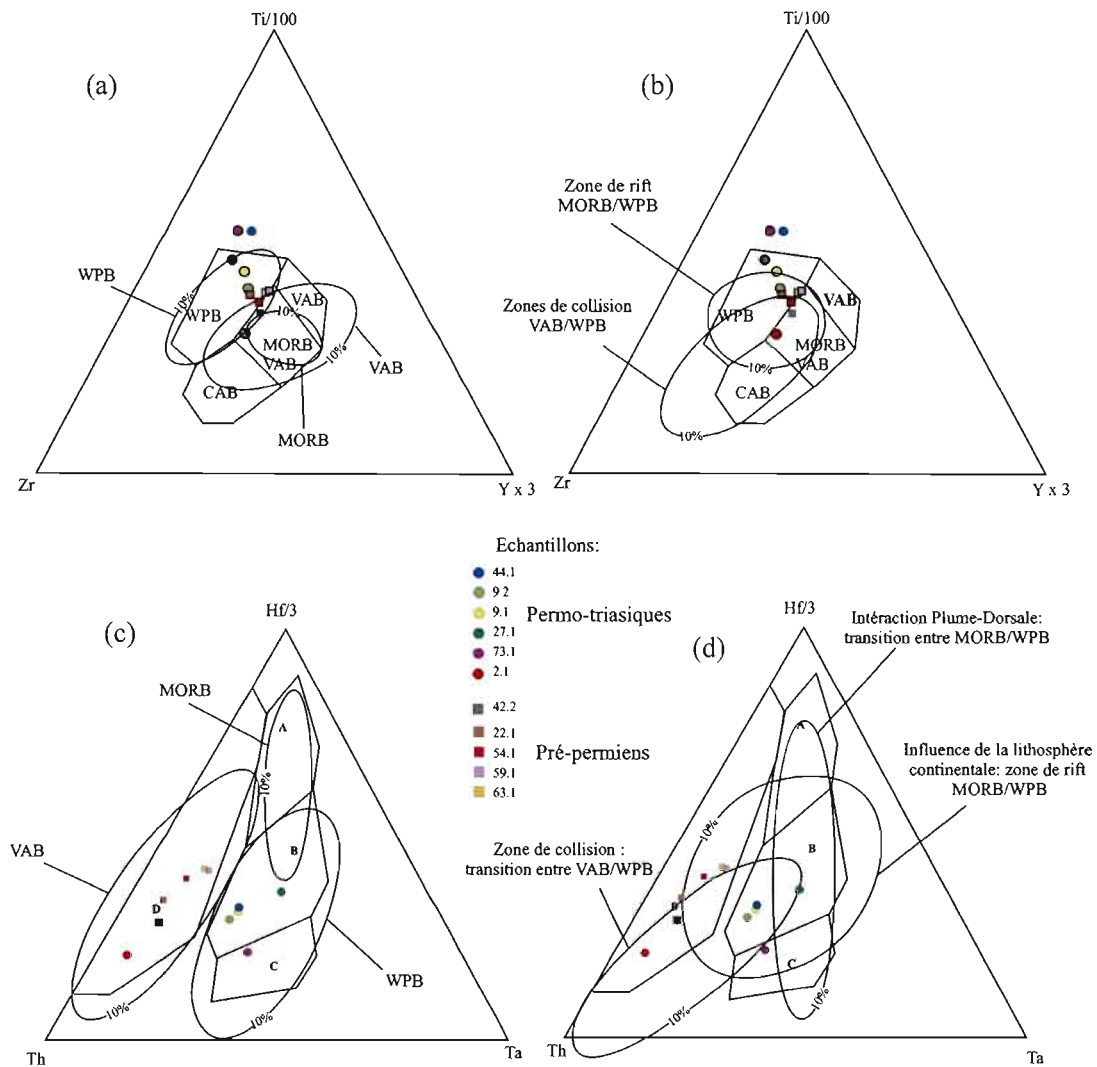 Ti/100
(a)
WPB
10%
WPB
VAB
10%
MORB
VAB
10%
VAB
CAB
MORB
Zr
Y x 3
Ti/100
(b)
Zone de rift
MORB/WPB
Zones de collision
VAB/WPB
WPB
VAB
MORB
VAB
10%
CAB
10%
Zr
Y x 3
Echantillons:
44.1
9.2
9.1
27.1
73.1
2.1
Permo-triasiques
42.2
22.1
54.1
59.1
63.1
Pré-permiens
Hf/3
(c)
MORB
A
10%
VAB
B
D
C
WPB
10%
10%
Th
Ta
Hf/3
(d)
Intéraction Plume-Dorsale:
transition entre MORB/WPB
Influence de la lithosphère
continentale: zone de rift
MORB/WPB
Zone de collision :
transition entre VAB/WPB
A
10%
B
D
C
10%
10%
Th
Ta